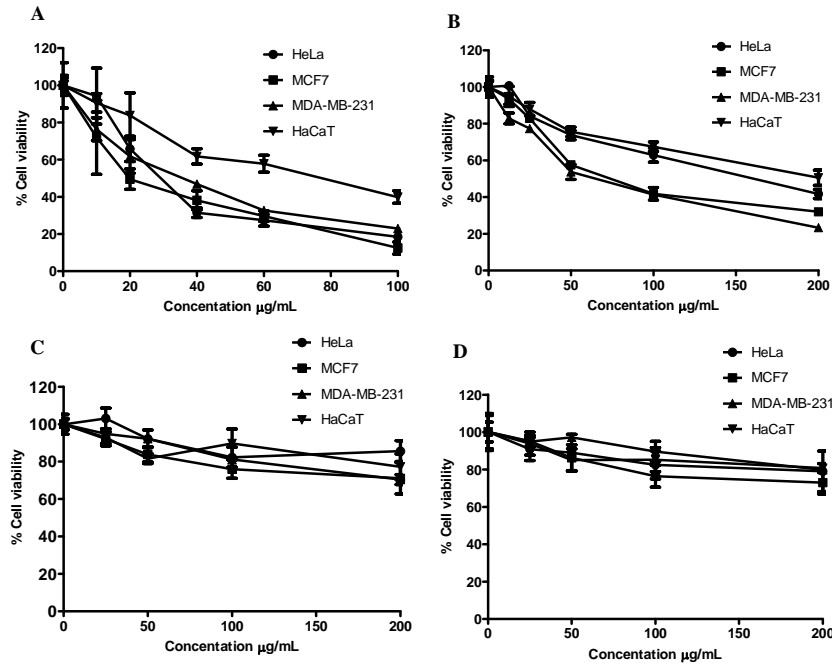 A
120
100
80
60
40
20
0
% Cell viability
HeLa
MCF7
MDA-MB-231
HaCaT
0 20 40 60 80 100
Concentation µg/mL
B
120
100
80
60
40
20
0
% Cell viability
HeLa
MCF7
MDA-MB-231
HaCaT
0 50 100 150 200
Concentation µg/mL
C
120
100
80
60
40
20
0
% Cell viability
HeLa
MCF7
MDA-MB-231
HaCaT
0 50 100 150 200
Concentation µg/mL
D
120
100
80
60
40
20
0
% Cell viability
HeLa
MCF7
MDA-MB-231
HaCaT
0 50 100 150 200
Concentation µg/mL